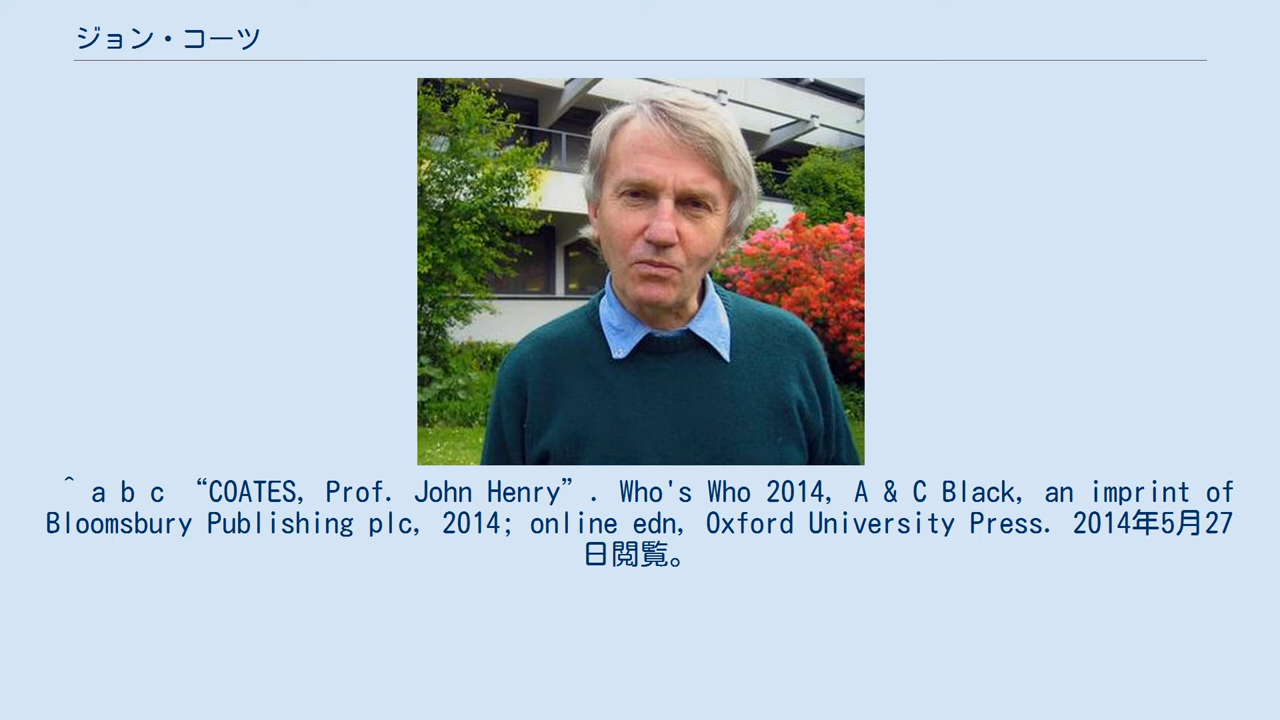 ジョン・コーツ
^ a b c “COATES, Prof. John Henry”. Who's Who 2014, A & C Black, an imprint of
Bloomsbury Publishing plc, 2014; online edn, Oxford University Press. 2014年5月27
日閲覧。